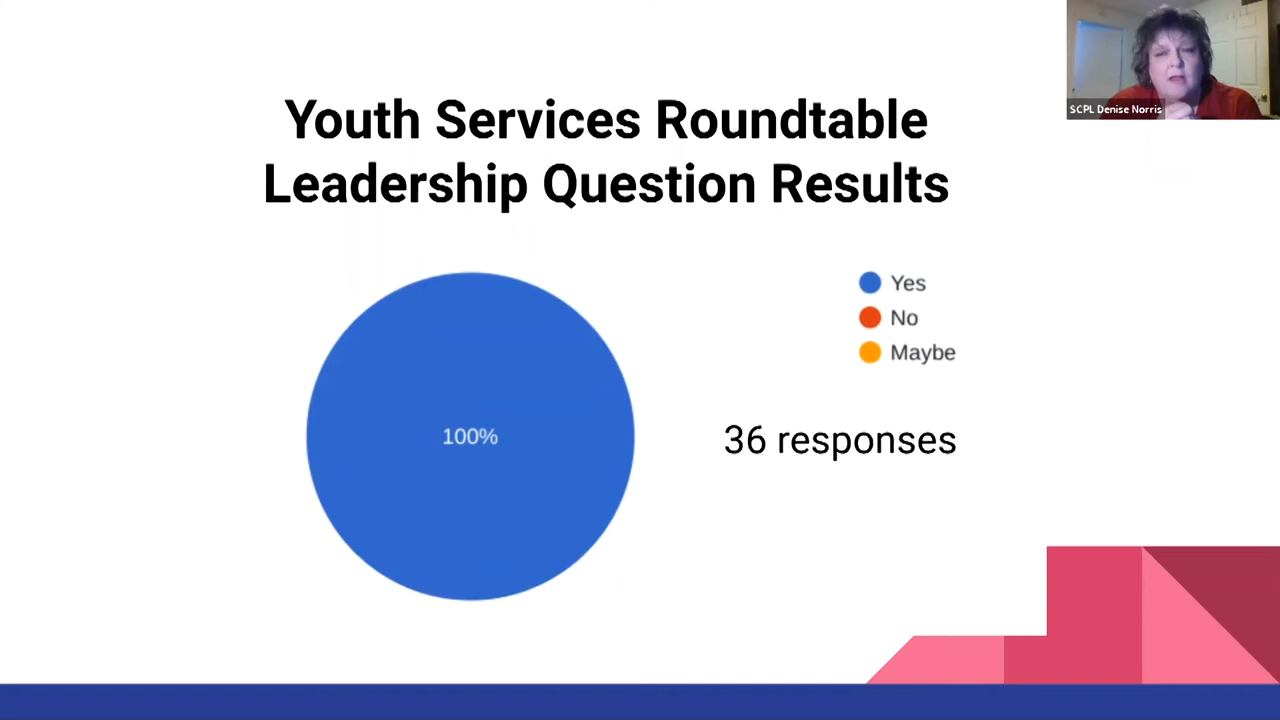 Youth Services Roundtable
Leadership Question Results
SCPL Denise Norris
Yes
No
Maybe
100%
36 responses